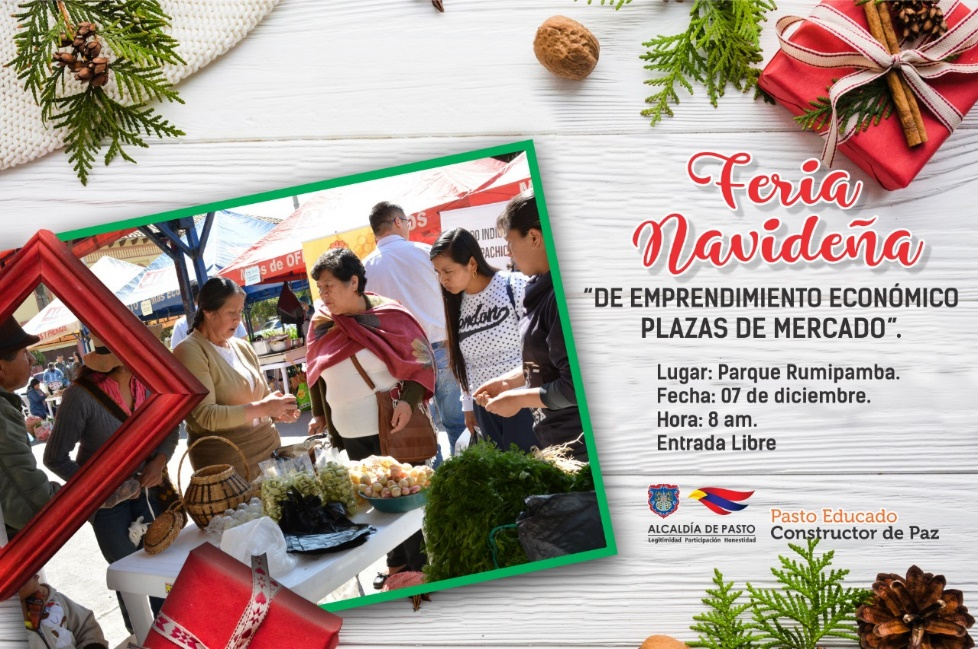 Feria
Navideña
“DE EMPRENDIMIENTO ECONÓMICO
PLAZAS DE MERCADO”.
Lugar: Parque Rumipamba.
Fecha: 07 de diciembre.
Hora: 8 am.
Entrada Libre
ALCALDÍA DE PASTO
Legitimidad Participación Honestidad
Pasto Educado
Constructor de Paz